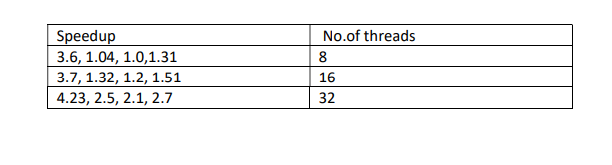 Speedup No.of threads
3.6, 1.04, 1.0,1.31 8
3.7, 1.32, 1.2, 1.51 16
4.23, 2.5, 2.1, 2.7 32